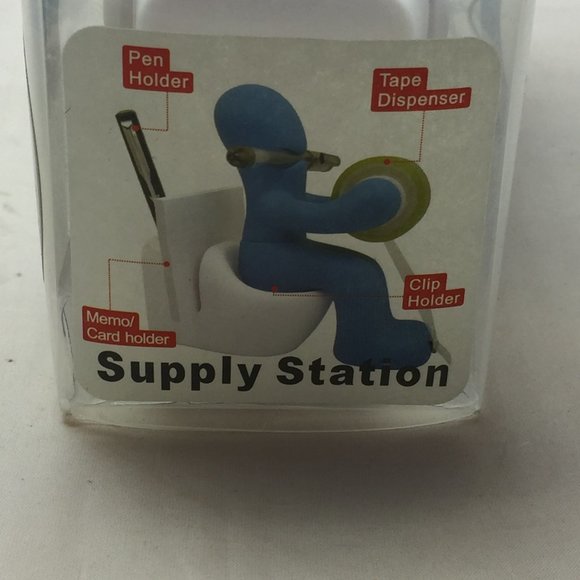 Pen
Holder
Tape
Dispenser
Clip
Holder
Memo/
Card holder
Supply Station